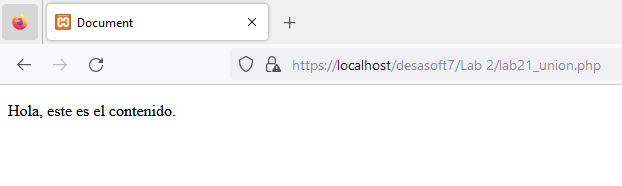 Document
https://localhost/desasoft7/Lab 2/lab21_union.php
Hola, este es el contenido.